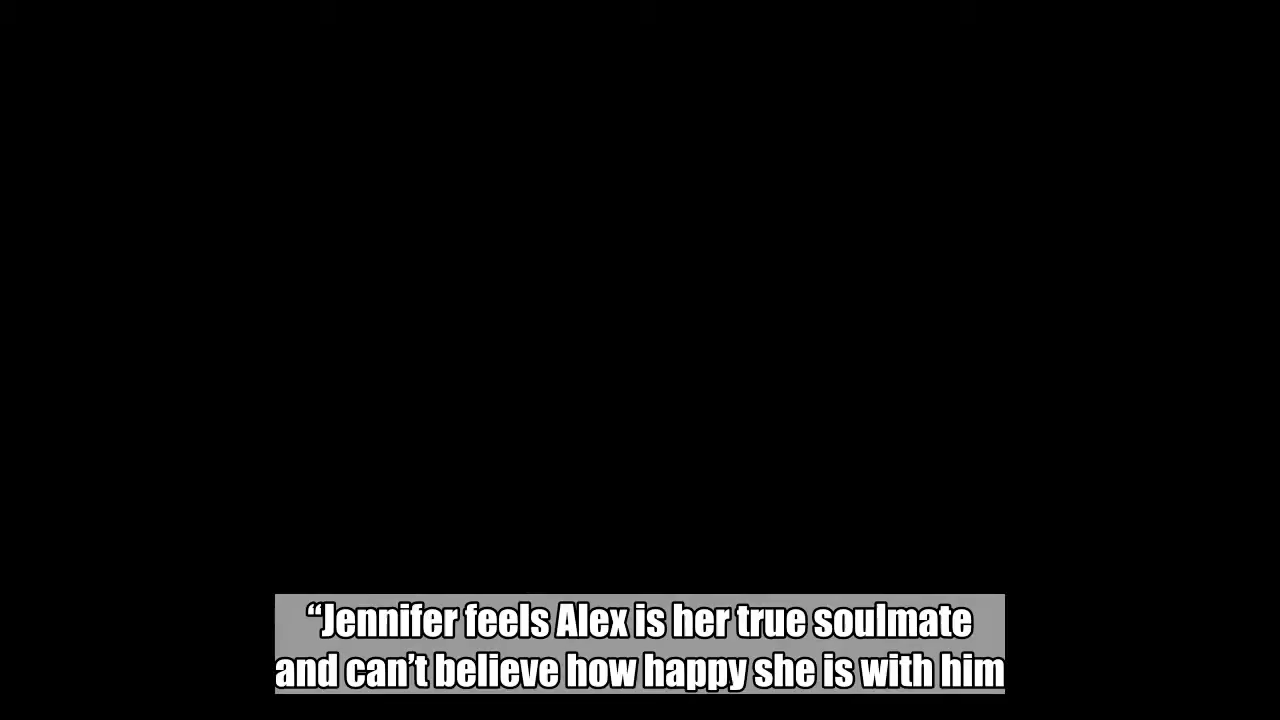 “Jennifer feels Alex is her true soulmate
and can’t believe how happy she is with him